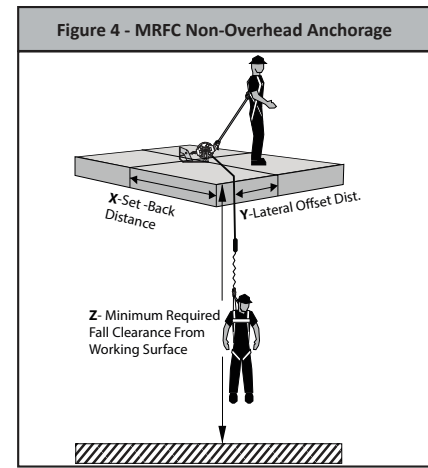 Figure 4 - MRFC Non-Overhead Anchorage
X-Set -Back
Distance
Y-Lateral Offset Dist.
Z- Minimum Required
Fall Clearance From
Working Surface